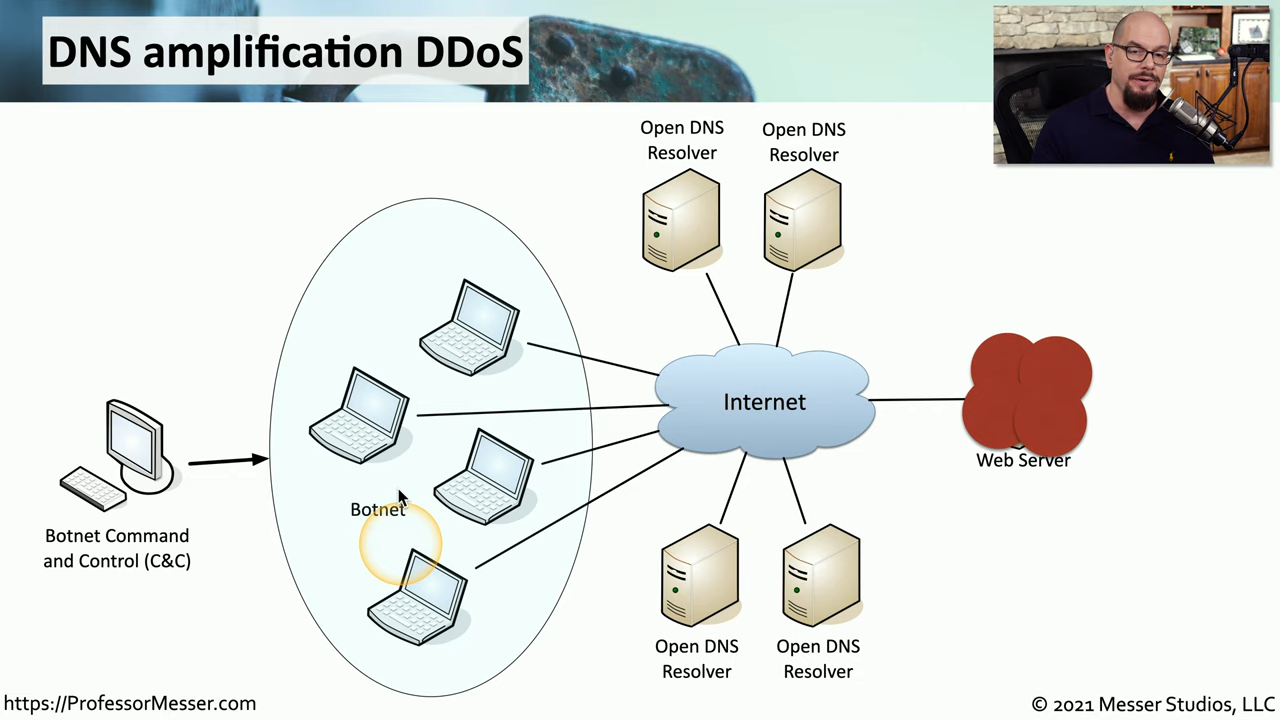 DNS amplification DDoS
Open DNS
Resolver
Open DNS
Resolver
Internet
Web Server
Botnet
Botnet Command
and Control (C&C)
Open DNS
Resolver
Open DNS
Resolver
https://ProfessorMesser.com
© 2021 Messer Studios, LLC